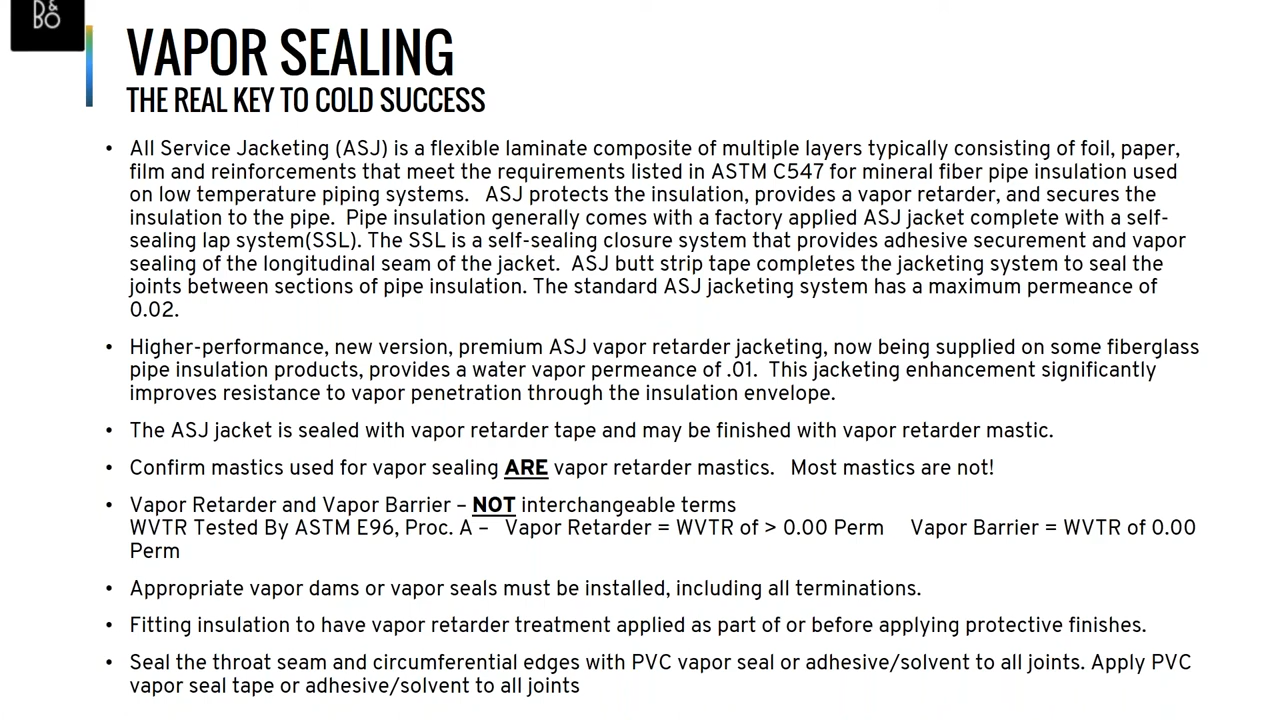 B&
BO
VAPOR SEALING
THE REAL KEY TO COLD SUCCESS
• All Service Jacketing (ASJ) is a flexible laminate composite of multiple layers typically consisting of foil, paper,
film and reinforcements that meet the requirements listed in ASTM C547 for mineral fiber pipe insulation used
on low temperature piping systems.   ASJ protects the insulation, provides a vapor retarder, and secures the
insulation to the pipe.  Pipe insulation generally comes with a factory applied ASJ jacket complete with a self-
sealing lap system(SSL). The SSL is a self-sealing closure system that provides adhesive securement and vapor
sealing of the longitudinal seam of the jacket.  ASJ butt strip tape completes the jacketing system to seal the
joints between sections of pipe insulation. The standard ASJ jacketing system has a maximum permeance of
0.02.
• Higher-performance, new version, premium ASJ vapor retarder jacketing, now being supplied on some fiberglass
pipe insulation products, provides a water vapor permeance of .01.  This jacketing enhancement significantly
improves resistance to vapor penetration through the insulation envelope.
• The ASJ jacket is sealed with vapor retarder tape and may be finished with vapor retarder mastic.
• Confirm mastics used for vapor sealing ARE vapor retarder mastics.   Most mastics are not!
• Vapor Retarder and Vapor Barrier – NOT interchangeable terms
WVTR Tested By ASTM E96, Proc. A –   Vapor Retarder = WVTR of > 0.00 Perm     Vapor Barrier = WVTR of 0.00
Perm
• Appropriate vapor dams or vapor seals must be installed, including all terminations.
• Fitting insulation to have vapor retarder treatment applied as part of or before applying protective finishes.
• Seal the throat seam and circumferential edges with PVC vapor seal or adhesive/solvent to all joints. Apply PVC
vapor seal tape or adhesive/solvent to all joints